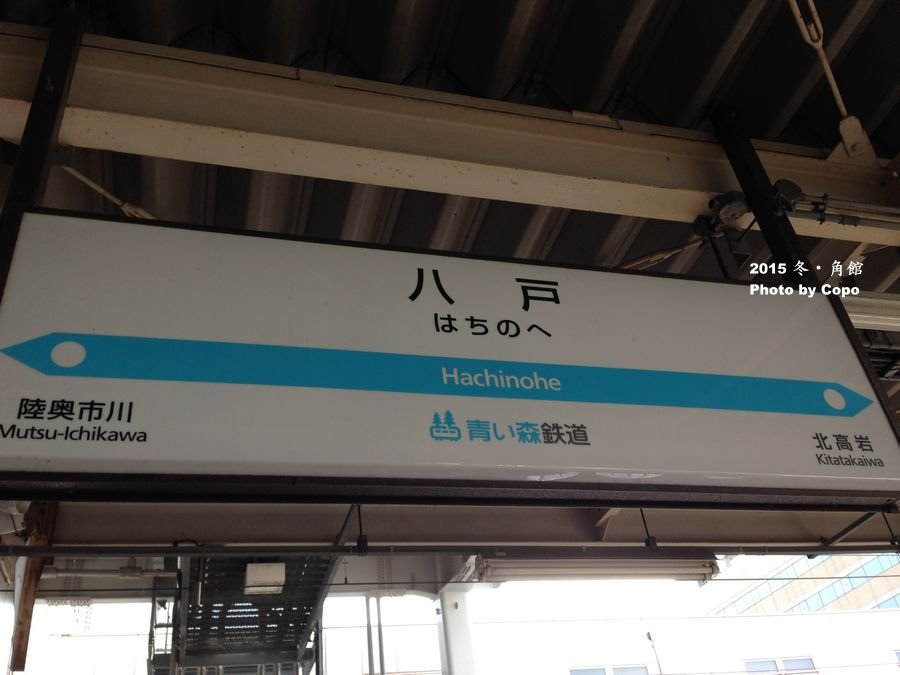 八戸
はちのへ
Hachinohe
陸奥市川
Mutsu-Ichikawa
青い森鉄道
北高岩
Kitatakaiwa
2015 冬・角館
Photo by Copo